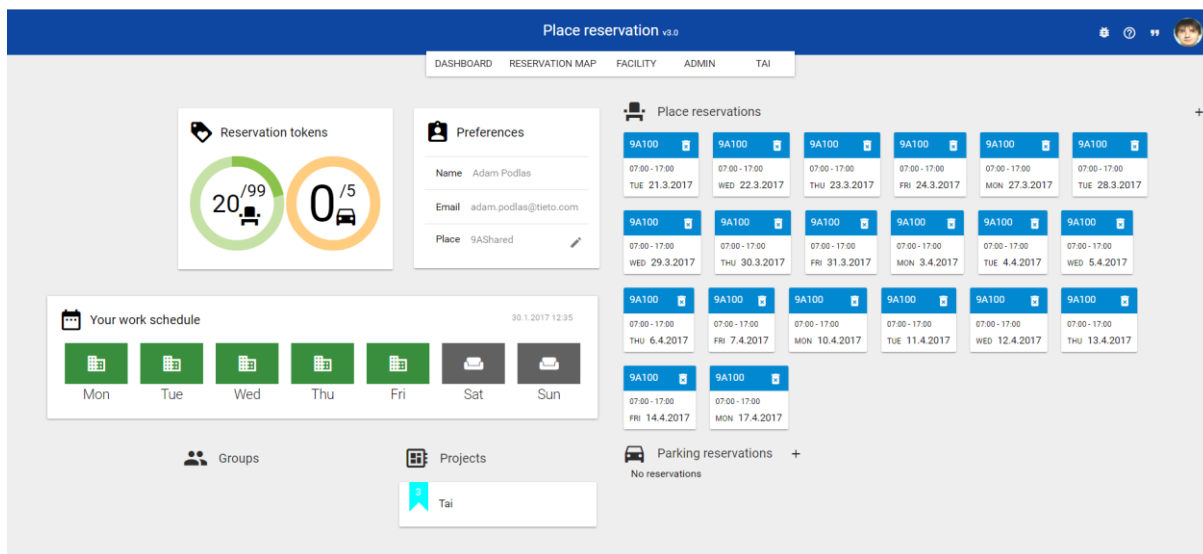 Place reservation v3.0
DASHBOARD RESERVATION MAP FACILITY ADMIN TAI
Reservation tokens
20/99
0/5
Preferences
Name Adam Podlas
Email adam.podlas@tieto.com
Place 9AShared
Your work schedule 30.1.2017 12:35
Mon Tue Wed Thu Fri Sat Sun
Groups
Projects
3
Tai
Place reservations +
9A100 9A100 9A100 9A100 9A100 9A100
07:00 - 17:00 07:00 - 17:00 07:00 - 17:00 07:00 - 17:00 07:00 - 17:00 07:00 - 17:00
TUE 21.3.2017 WED 22.3.2017 THU 23.3.2017 FRI 24.3.2017 MON 27.3.2017 TUE 28.3.2017
9A100 9A100 9A100 9A100 9A100 9A100
07:00 - 17:00 07:00 - 17:00 07:00 - 17:00 07:00 - 17:00 07:00 - 17:00 07:00 - 17:00
WED 29.3.2017 THU 30.3.2017 FRI 31.3.2017 MON 3.4.2017 TUE 4.4.2017 WED 5.4.2017
9A100 9A100 9A100 9A100 9A100 9A100
07:00 - 17:00 07:00 - 17:00 07:00 - 17:00 07:00 - 17:00 07:00 - 17:00 07:00 - 17:00
THU 6.4.2017 FRI 7.4.2017 MON 10.4.2017 TUE 11.4.2017 WED 12.4.2017 THU 13.4.2017
9A100 9A100
07:00 - 17:00 07:00 - 17:00
FRI 14.4.2017 MON 17.4.2017
Parking reservations +
No reservations